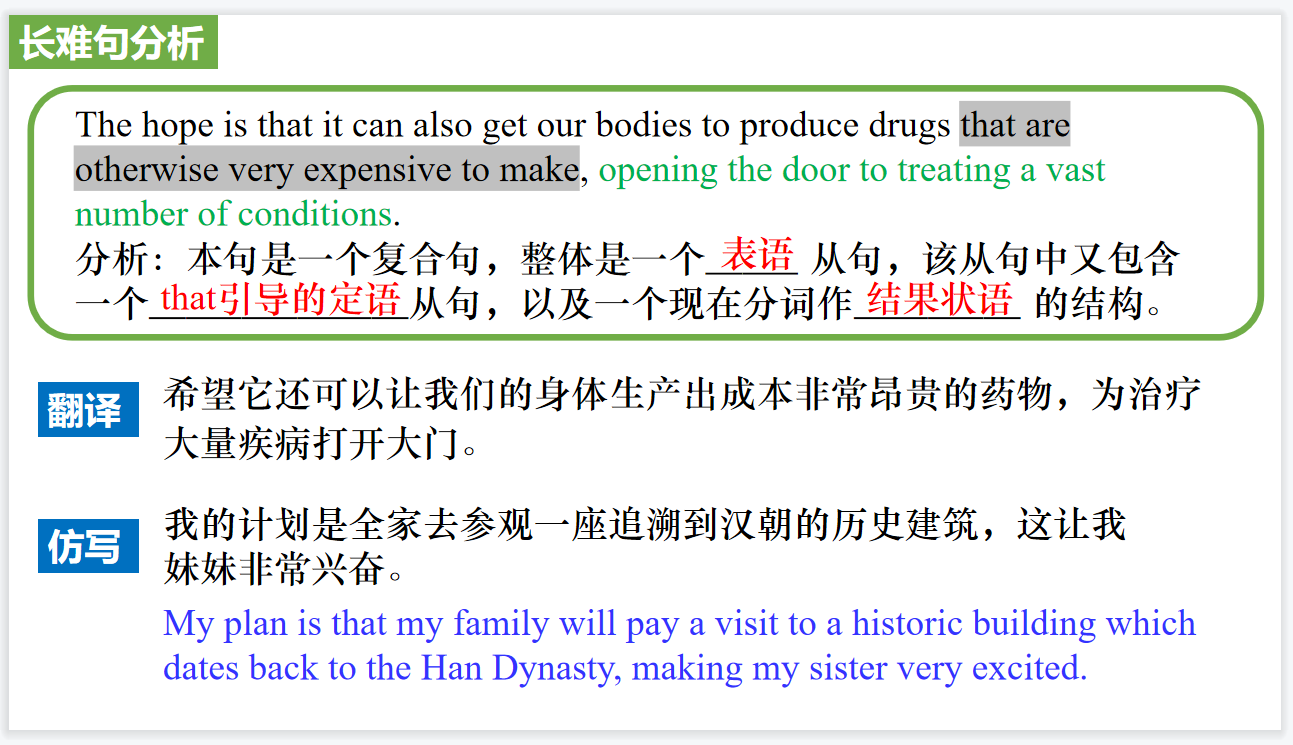 长难句分析
The hope is that it can also get our bodies to produce drugs that are
otherwise very expensive to make, opening the door to treating a vast
number of conditions.
分析：本句是一个复合句，整体是一个_表语_ 从句，该从句中又包含
一个_that引导的定语_从句，以及一个现在分词作_结果状语_ 的结构。
翻译
希望它还可以让我们的身体生产出成本非常昂贵的药物，为治疗
大量疾病打开大门。
仿写
我的计划是全家去参观一座追溯到汉朝的历史建筑，这让我
妹妹非常兴奋。
My plan is that my family will pay a visit to a historic building which
dates back to the Han Dynasty, making my sister very excited.